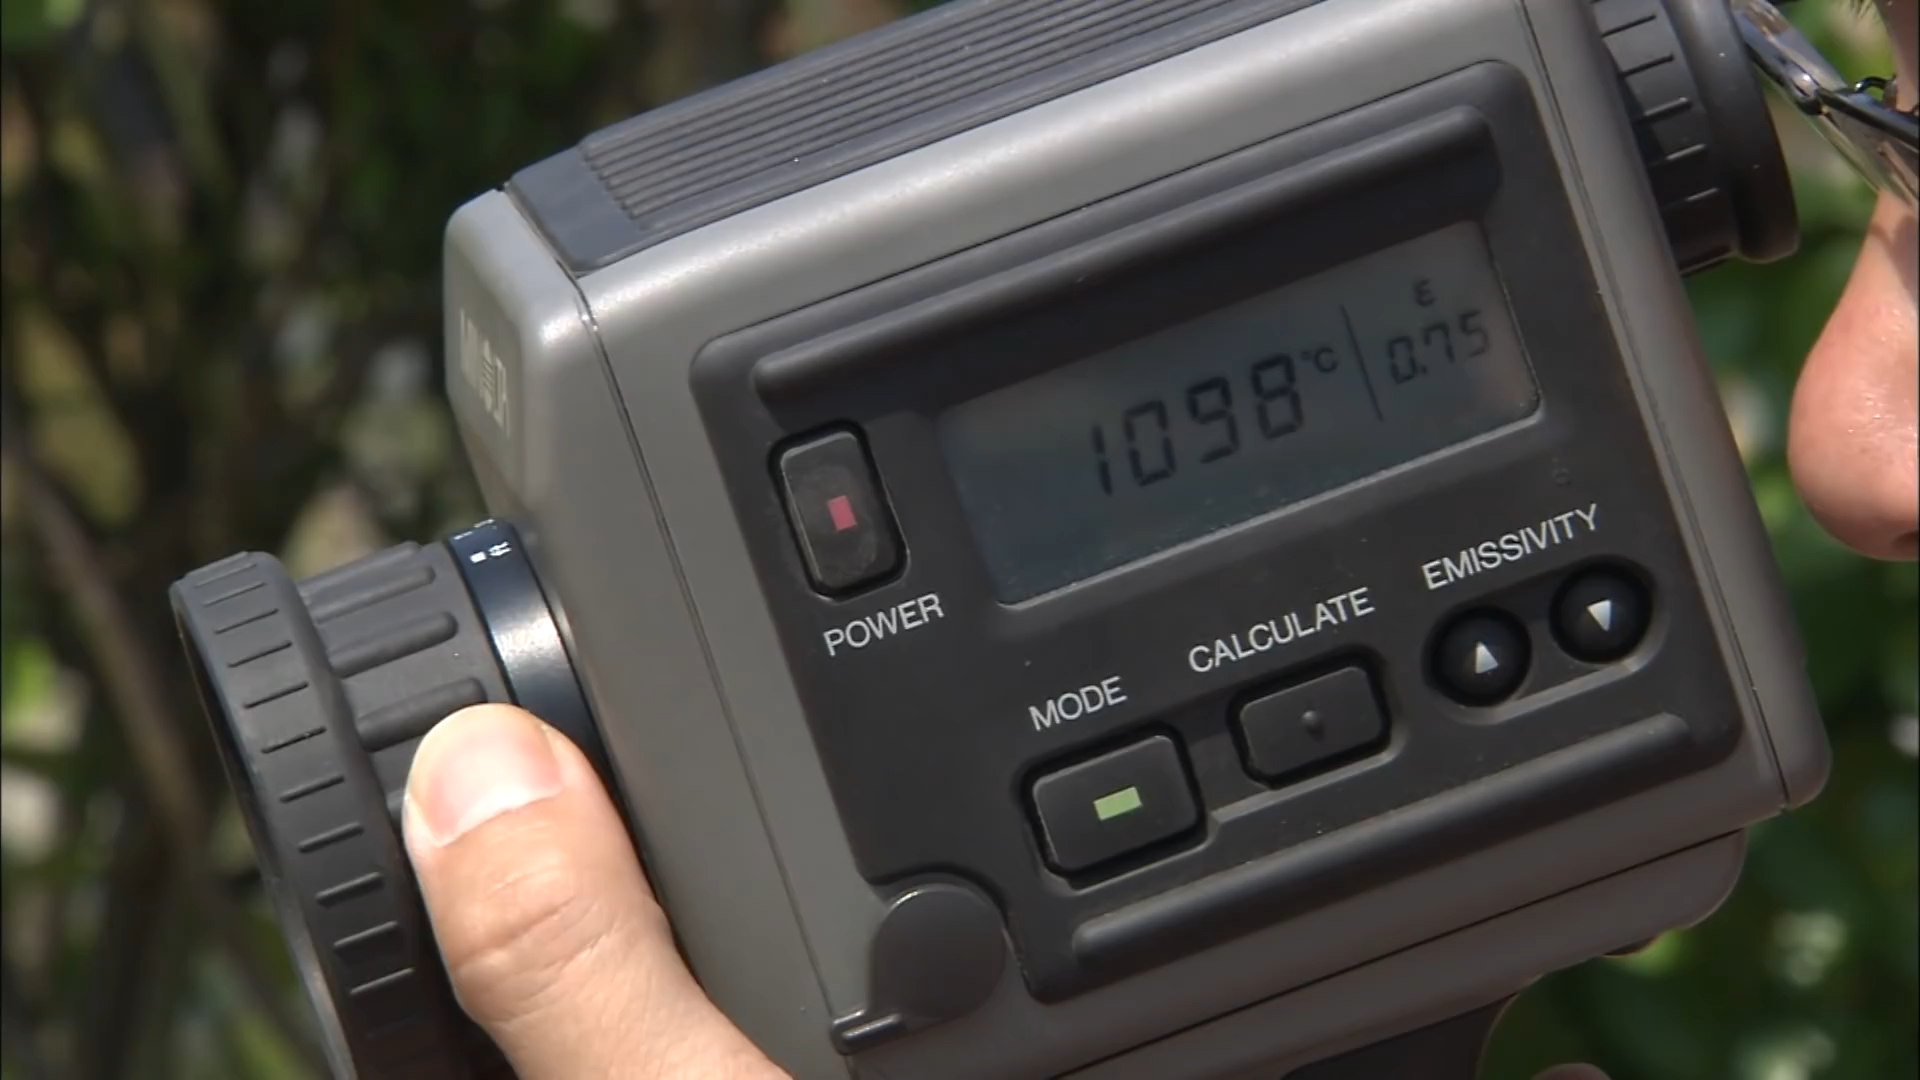 ε
1098°C 0.75
POWER
MODE
CALCULATE
EMISSIVITY
▲ ▼